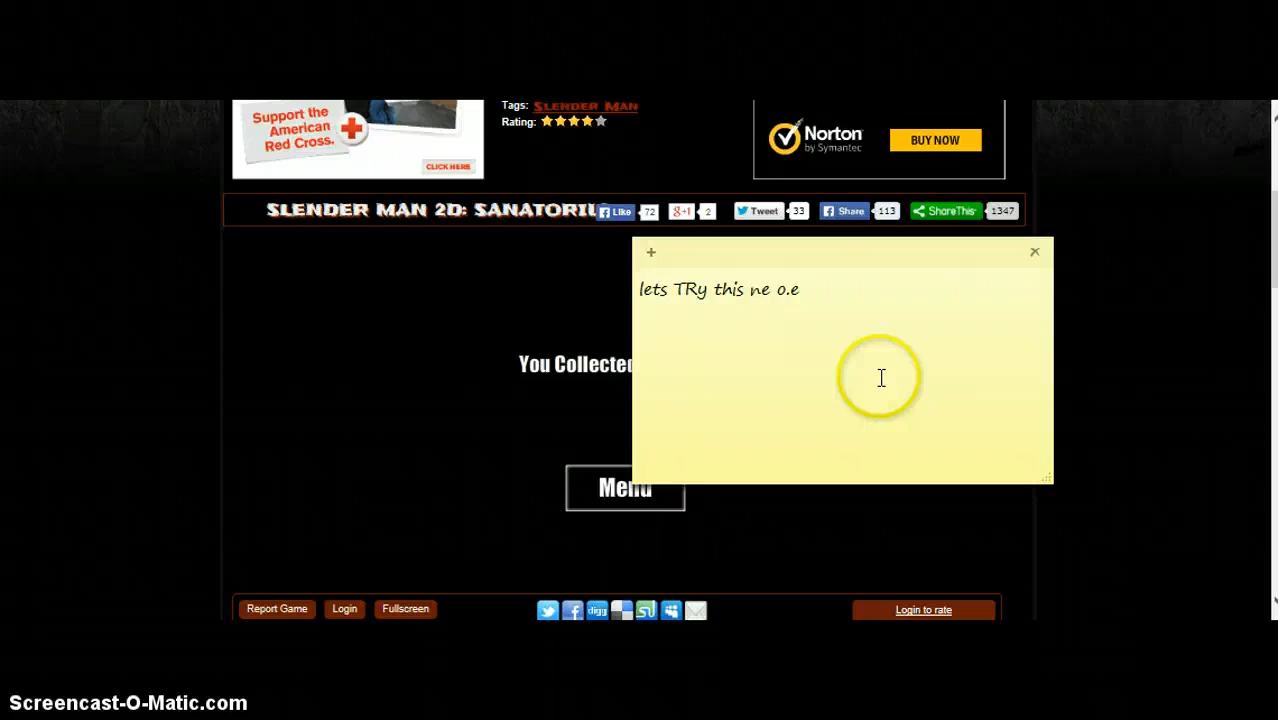 Support the
American
Red Cross.
CLICK HERE
Tags: Slender Man
Rating:
Norton
by Symantec
BUY NOW
SLENDER MAN 2D:
Like 72
g+1 2
Tweet 33
Share 113
ShareThis 1347
+ ×
lets TRy this ne o.e
You Collected
Menu
Report Game Login Fullscreen
digg
Login to rate
Screencast-O-Matic.com